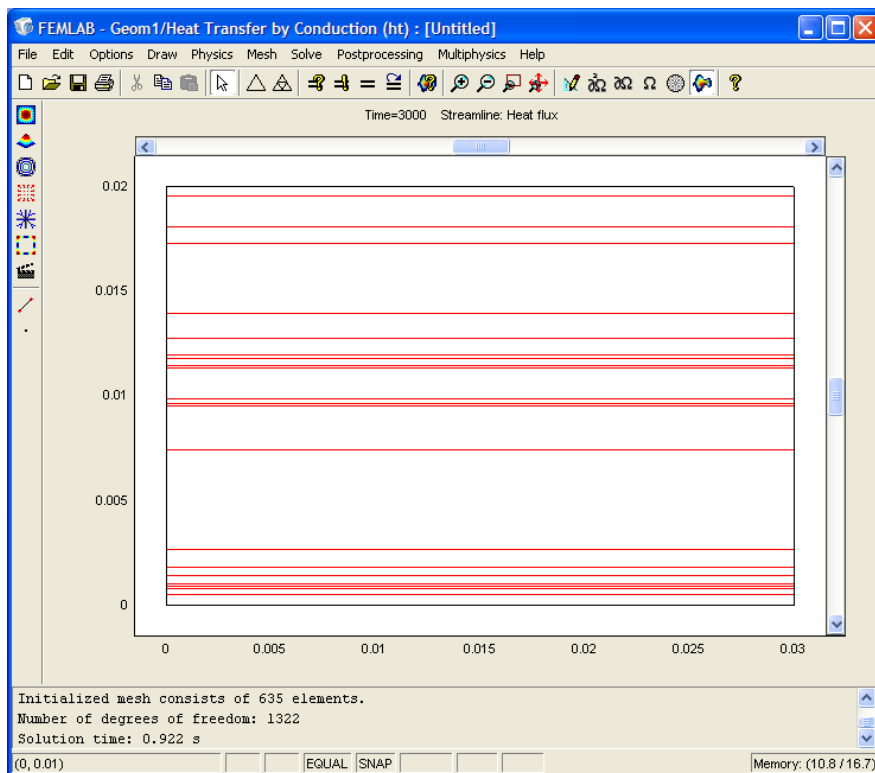 FEMLAB - Geom1/Heat Transfer by Conduction (ht) : [Untitled]
File Edit Options Draw Physics Mesh Solve Postprocessing Multiphysics Help
Time=3000 Streamline: Heat flux
0.02
0.015
0.01
0.005
0
0 0.005 0.01 0.015 0.02 0.025 0.03
Initialized mesh consists of 635 elements.
Number of degrees of freedom: 1322
Solution time: 0.922 s
(0, 0.01) EQUAL SNAP Memory: (10.8 / 16.7)